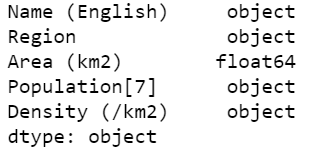 Name (English)     object
Region             object
Area (km2)        float64
Population[7]      object
Density (/km2)     object
dtype: object